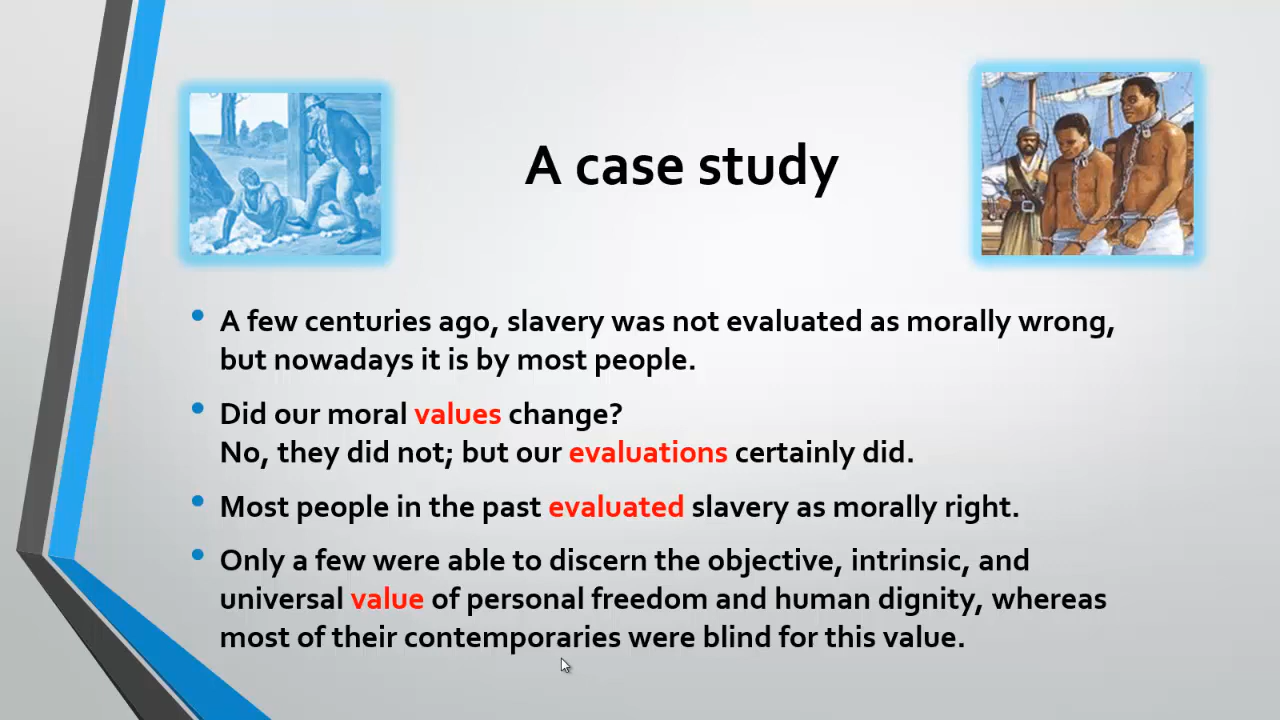 A case study
• A few centuries ago, slavery was not evaluated as morally wrong,
but nowadays it is by most people.
• Did our moral values change?
No, they did not; but our evaluations certainly did.
• Most people in the past evaluated slavery as morally right.
• Only a few were able to discern the objective, intrinsic, and
universal value of personal freedom and human dignity, whereas
most of their contemporaries were blind for this value.